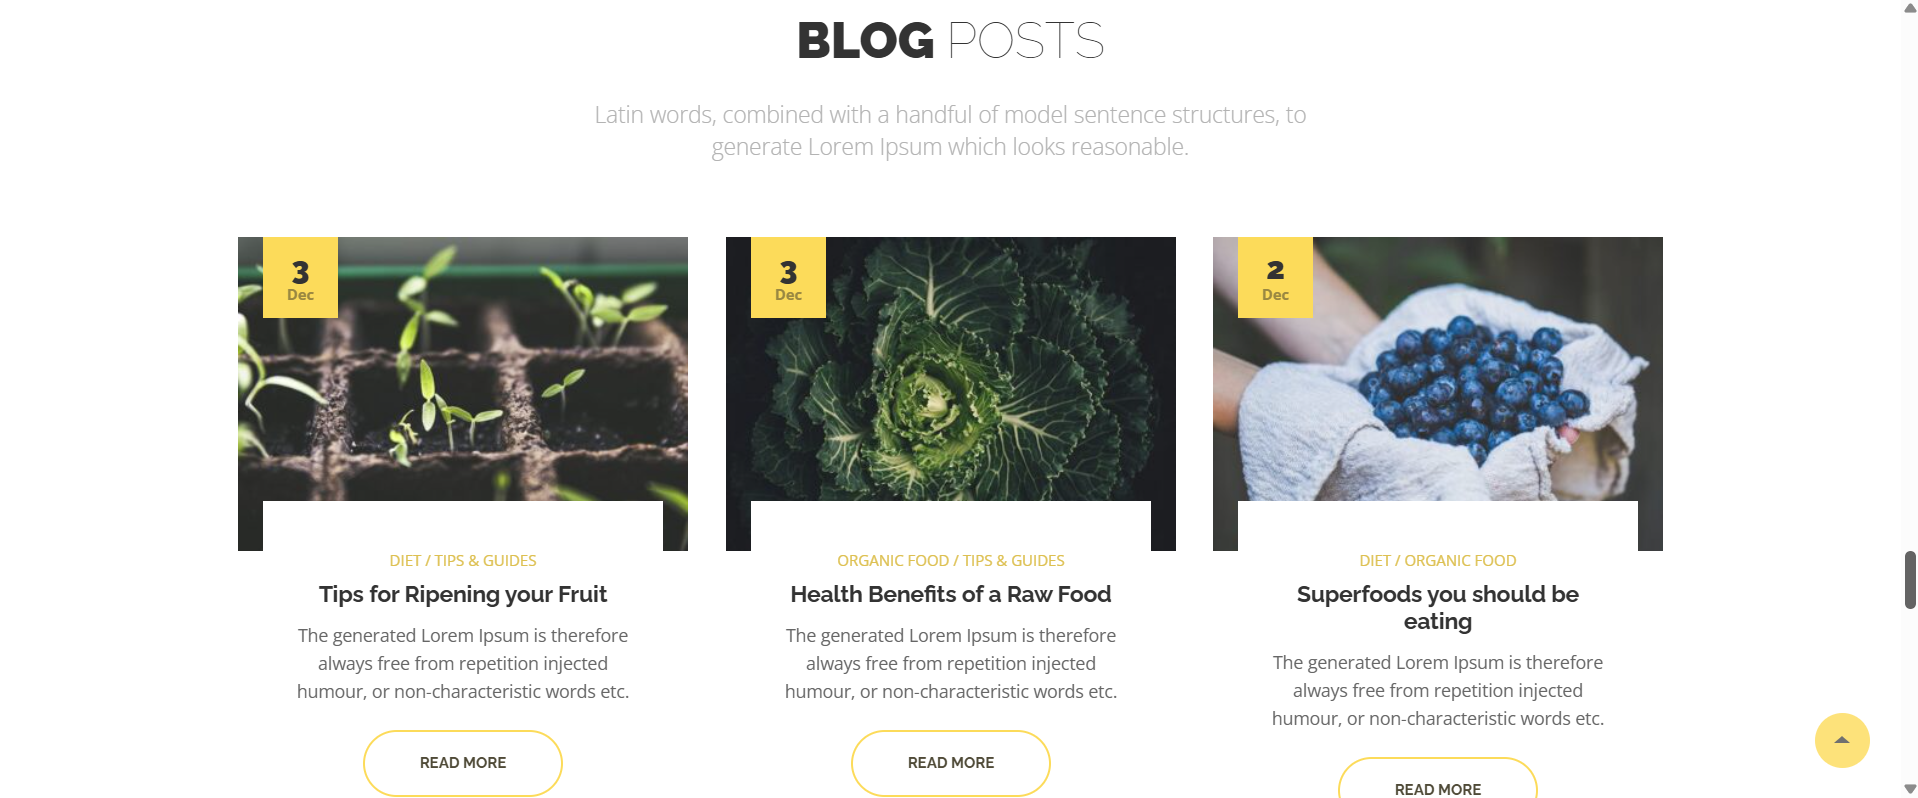 BLOG POSTS
Latin words, combined with a handful of model sentence structures, to
generate Lorem Ipsum which looks reasonable.
3
Dec
DIET / TIPS & GUIDES
Tips for Ripening your Fruit
The generated Lorem Ipsum is therefore
always free from repetition injected
humour, or non-characteristic words etc.
READ MORE
3
Dec
ORGANIC FOOD / TIPS & GUIDES
Health Benefits of a Raw Food
The generated Lorem Ipsum is therefore
always free from repetition injected
humour, or non-characteristic words etc.
READ MORE
2
Dec
DIET / ORGANIC FOOD
Superfoods you should be
eating
The generated Lorem Ipsum is therefore
always free from repetition injected
humour, or non-characteristic words etc.
READ MORE